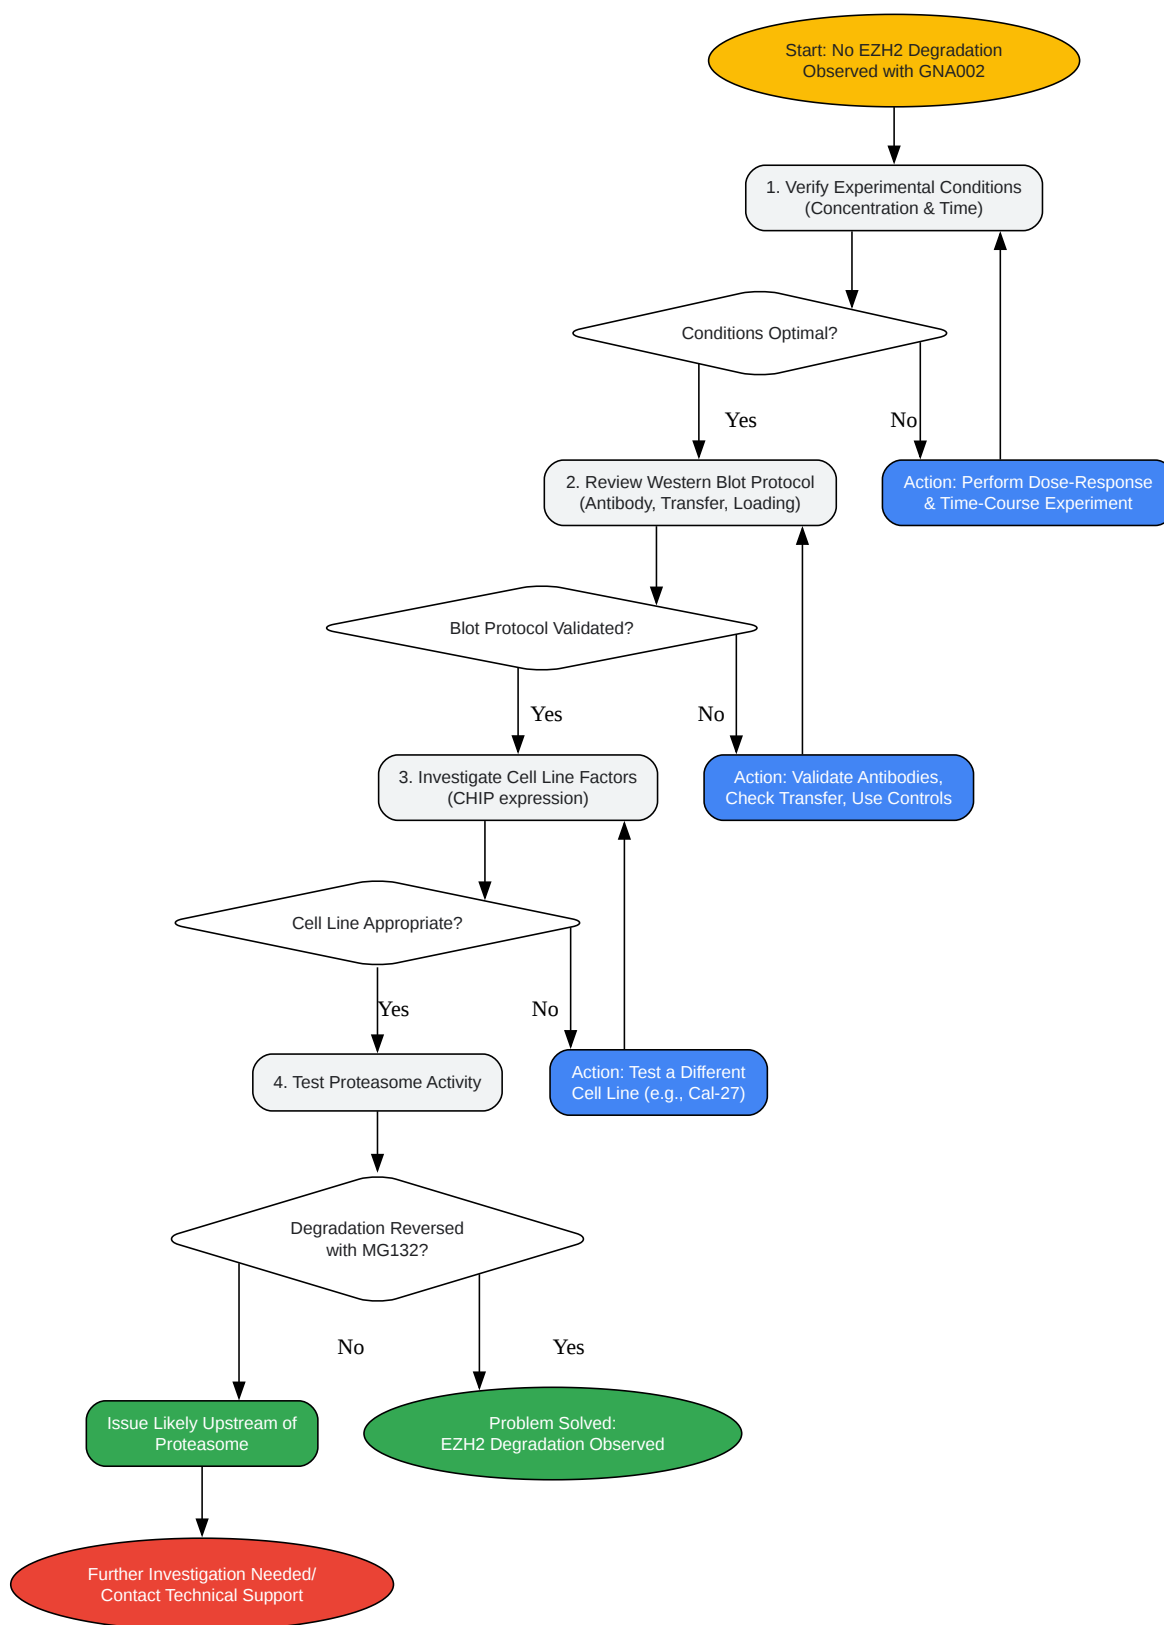 Start: No EZH2 Degradation
Observed with GNA002
1. Verify Experimental Conditions
(Concentration & Time)
Conditions Optimal?
Yes
No
2. Review Western Blot Protocol
(Antibody, Transfer, Loading)
Action: Perform Dose-Response
& Time-Course Experiment
Blot Protocol Validated?
Yes
No
3. Investigate Cell Line Factors
(CHIP expression)
Action: Validate Antibodies,
Check Transfer, Use Controls
Cell Line Appropriate?
Yes
No
4. Test Proteasome Activity
Action: Test a Different
Cell Line (e.g., Cal-27)
Degradation Reversed
with MG132?
No
Yes
Issue Likely Upstream of
Proteasome
Problem Solved:
EZH2 Degradation Observed
Further Investigation Needed/
Contact Technical Support